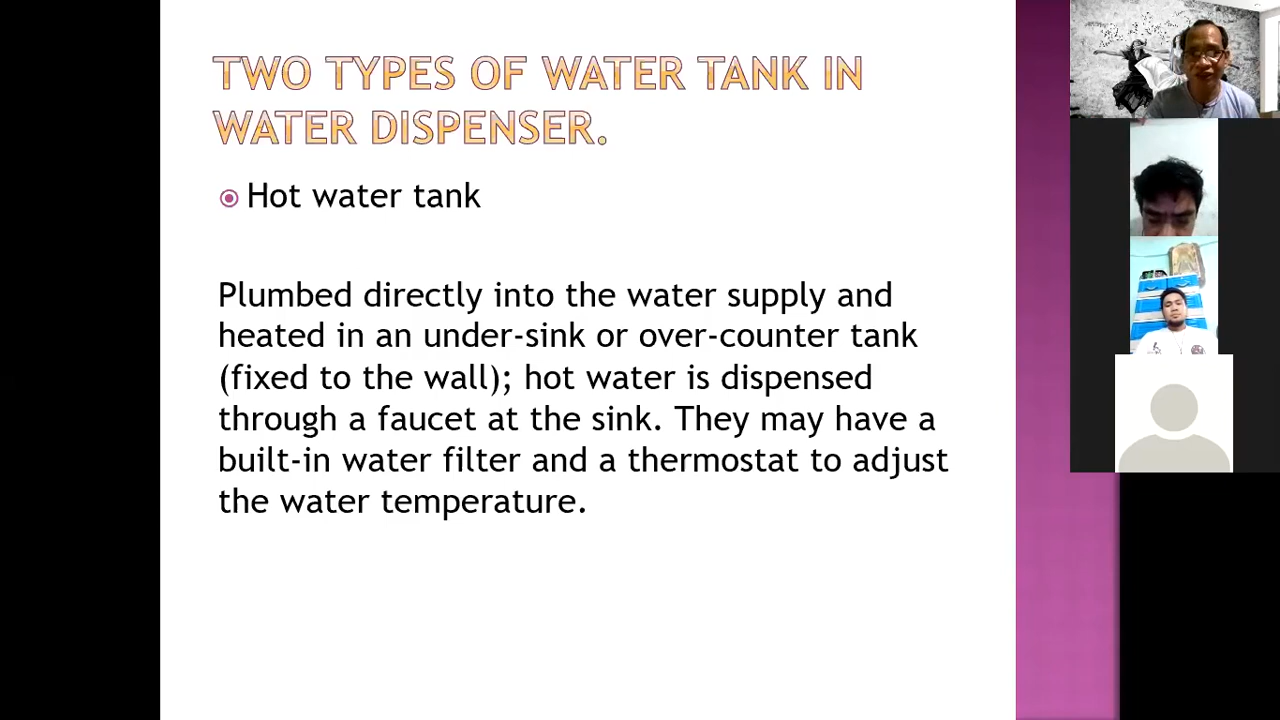 TWO TYPES OF WATER TANK IN
WATER DISPENSER.
Hot water tank
Plumbed directly into the water supply and
heated in an under-sink or over-counter tank
(fixed to the wall); hot water is dispensed
through a faucet at the sink. They may have a
built-in water filter and a thermostat to adjust
the water temperature.